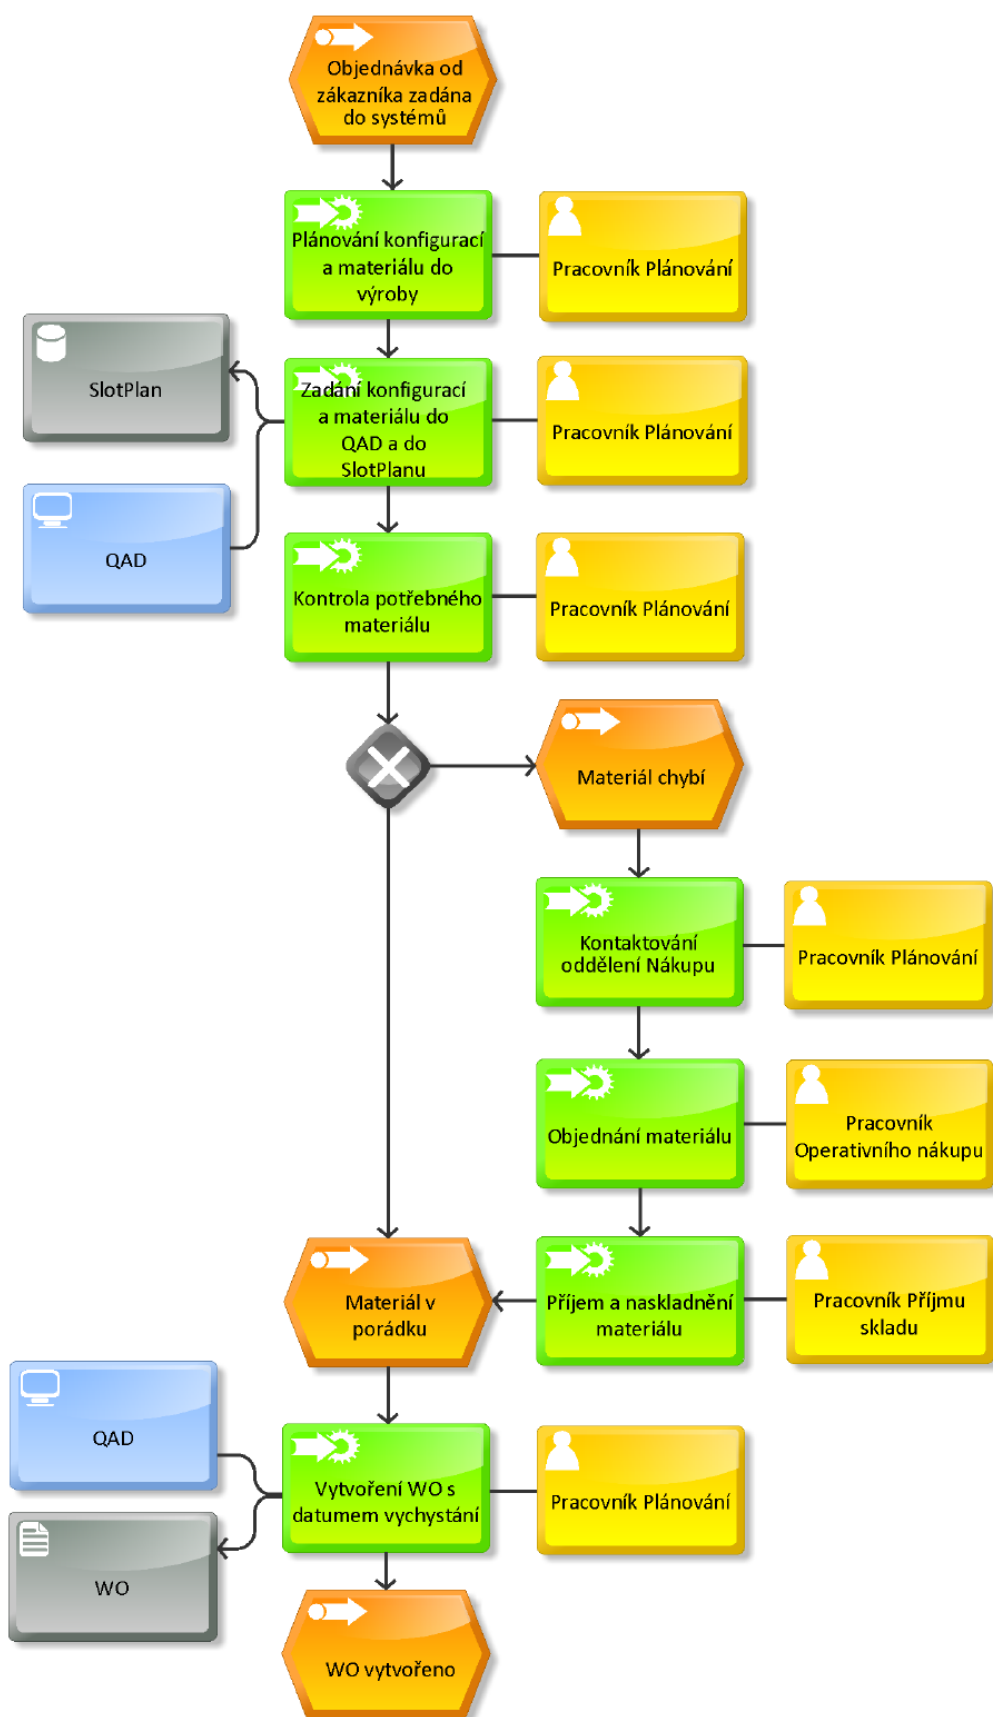 Objednávka od
zákazníka zadána
do systémů
Plánování konfigurací
a materiálu do
výroby
Pracovník Plánování
SlotPlan
Zadání konfigurací
a materiálu do
QAD a do
SlotPlanu
Pracovník Plánování
QAD
Kontrola potřebného
materiálu
Pracovník Plánování
Materiál chybí
Kontaktování
oddělení Nákupu
Pracovník Plánování
Objednání materiálu
Pracovník
Operativního nákupu
Materiál v
porádku
Příjem a naskladnění
materiálu
Pracovník Příjmu
skladu
QAD
Vytvoření WO s
datumem vychystání
Pracovník Plánování
WO
WO vytvořeno